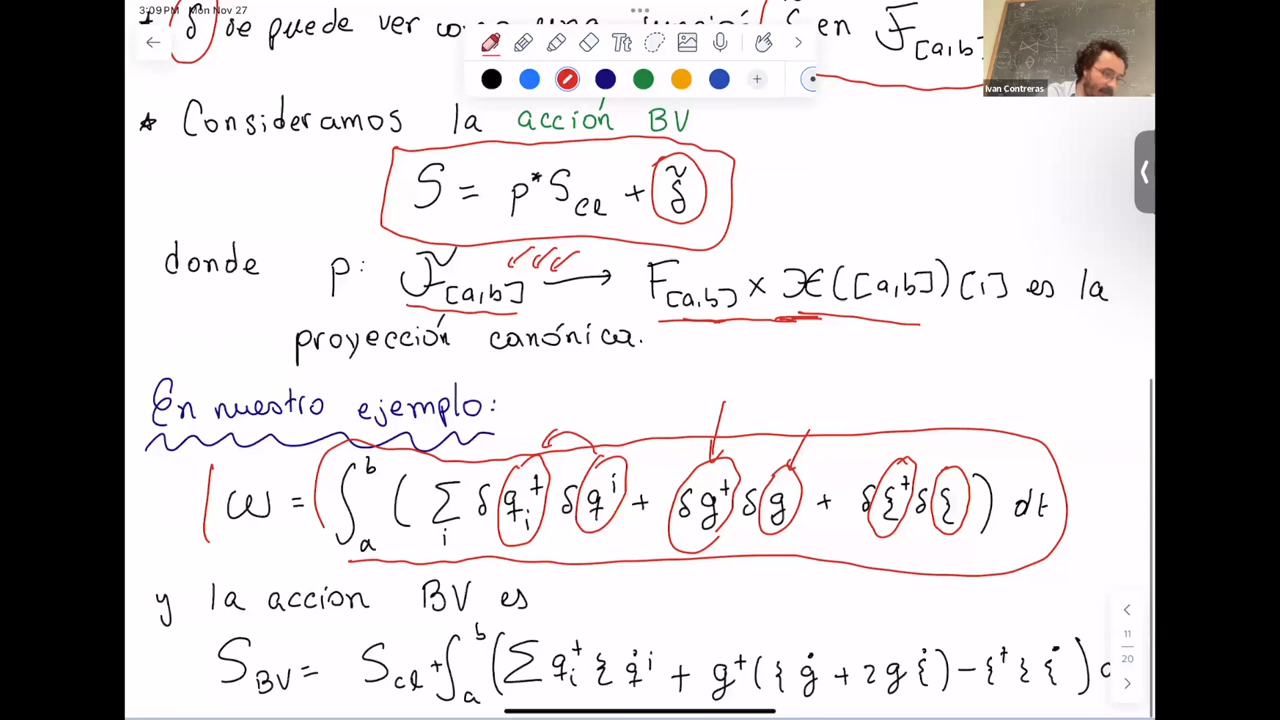 3:09 PM Mon Nov 27
δ̃ se puede ver como una función en 𝓕[a,b]
Tt
Ivan Contreras
* Consideramos la acción BV
S = p* S_cl + δ̃
donde p: 𝓕̃[a,b] → F[a,b] × 𝔛([a,b])[1] es la
proyección canónica.
En nuestro ejemplo:
ω = ∫_a^b ( Σ_i δq_i^+ δq^i + δg^+ δg + δξ^+ δξ ) dt
y la accion BV es
S_BV = S_cl + ∫_a^b ( Σ q_i^+ ξ q̇^i + g^+ ( ξ ġ + 2g ξ̇ ) - ξ^+ ξ ξ̇ )
11
20